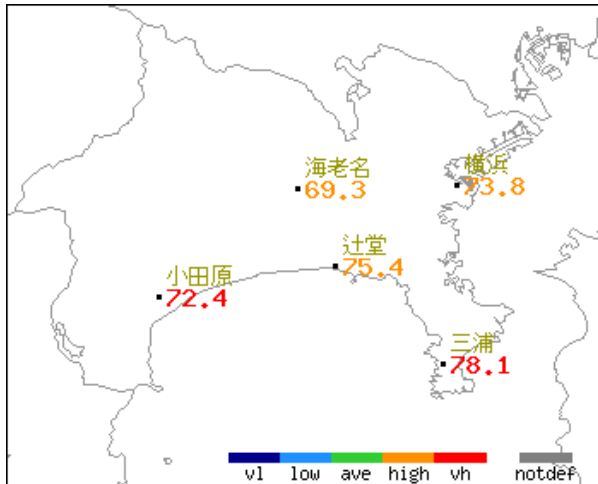 海老名
69.3
横浜
73.8
辻堂
75.4
小田原
72.4
三浦
78.1
vl low ave high vh notdef